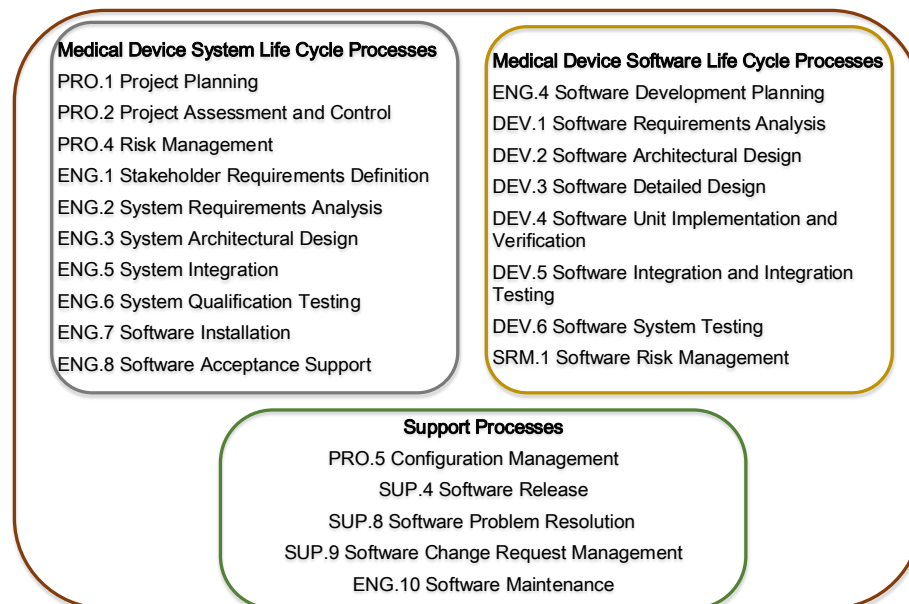 Medical Device System Life Cycle Processes
PRO.1 Project Planning
PRO.2 Project Assessment and Control
PRO.4 Risk Management
ENG.1 Stakeholder Requirements Definition
ENG.2 System Requirements Analysis
ENG.3 System Architectural Design
ENG.5 System Integration
ENG.6 System Qualification Testing
ENG.7 Software Installation
ENG.8 Software Acceptance Support
Medical Device Software Life Cycle Processes
ENG.4 Software Development Planning
DEV.1 Software Requirements Analysis
DEV.2 Software Architectural Design
DEV.3 Software Detailed Design
DEV.4 Software Unit Implementation and
Verification
DEV.5 Software Integration and Integration
Testing
DEV.6 Software System Testing
SRM.1 Software Risk Management
Support Processes
PRO.5 Configuration Management
SUP.4 Software Release
SUP.8 Software Problem Resolution
SUP.9 Software Change Request Management
ENG.10 Software Maintenance